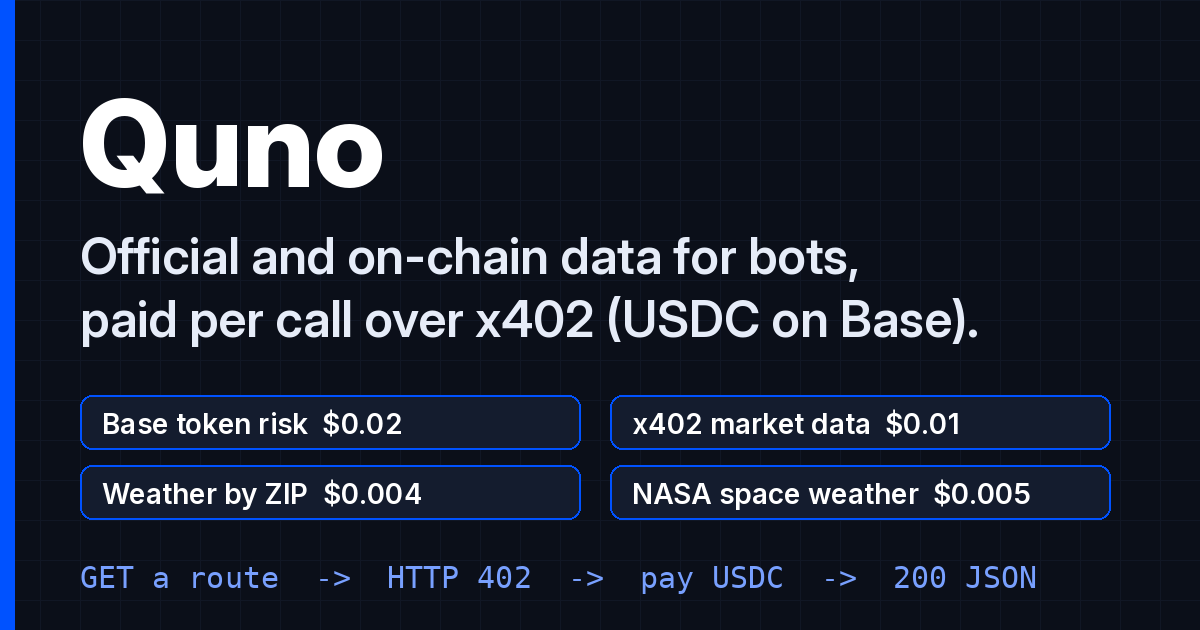 Quno
Official and on-chain data for bots,
paid per call over x402 (USDC on Base).
Base token risk $0.02
x402 market data $0.01
Weather by ZIP $0.004
NASA space weather $0.005
GET a route -> HTTP 402 -> pay USDC -> 200 JSON